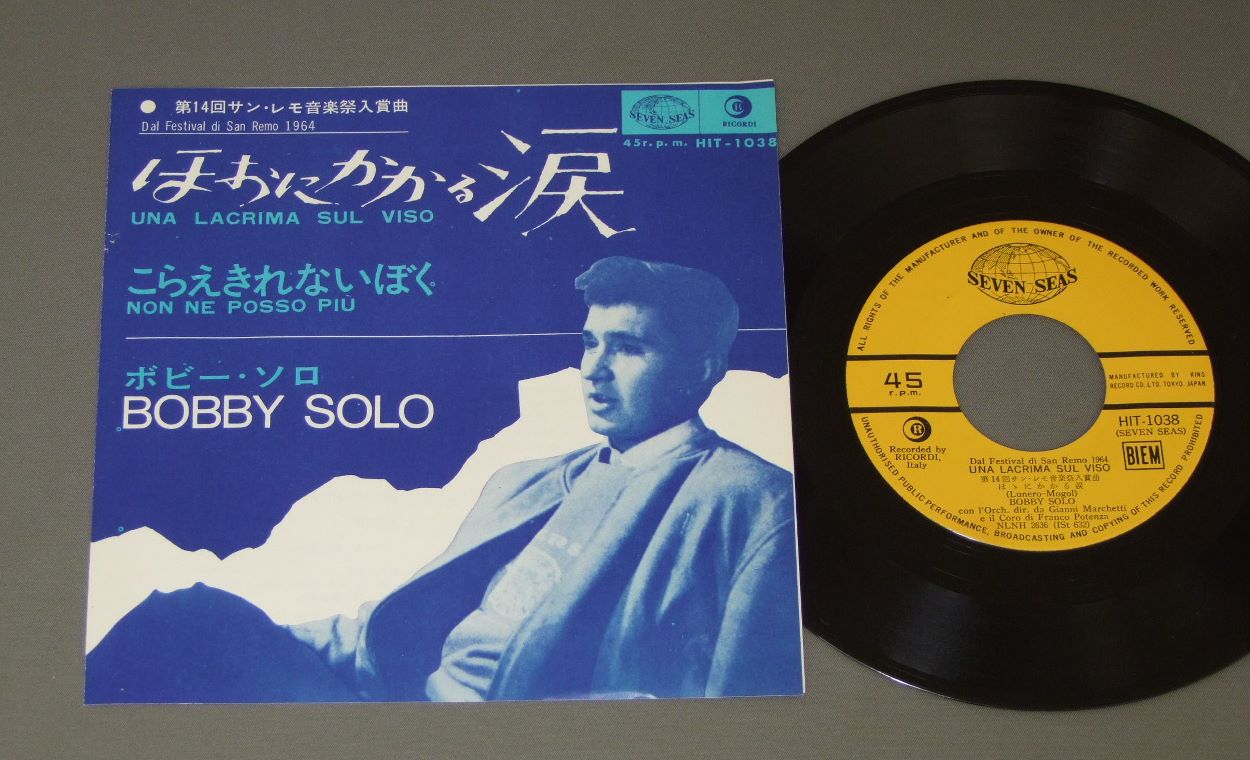 ● 第14回サン・レモ音楽祭入賞曲
Dal Festival di San Remo 1964
SEVEN SEAS
RICORDI
45r.p.m. HIT-1038
ほおにかかる涙
UNA LACRIMA SUL VISO
こらえきれないぼく
NON NE POSSO PIÙ
ボビー・ソロ
BOBBY SOLO
ALL RIGHTS OF THE MANUFACTURER AND OF THE OWNER OF THE RECORDED WORK RESERVED
SEVEN SEAS
45
r.p.m.
MANUFACTURED BY KING
RECORD CO., LTD. TOKYO, JAPAN
R
Recorded by
RICORDI,
Italy
HIT-1038
(SEVEN SEAS)
BIEM
Dal Festival di San Remo 1964
UNA LACRIMA SUL VISO
第14回サン・レモ音楽祭入賞曲
ほゝにかかる涙
(Lunero-Mogol)
BOBBY SOLO
con l'Orch. dir. da Gianni Marchetti
e il Coro di Franco Potenza
NLNH 2636 (ISt 632)
UNAUTHORISED PUBLIC PERFORMANCE, BROADCASTING AND COPYING OF THIS RECORD PROHIBITED